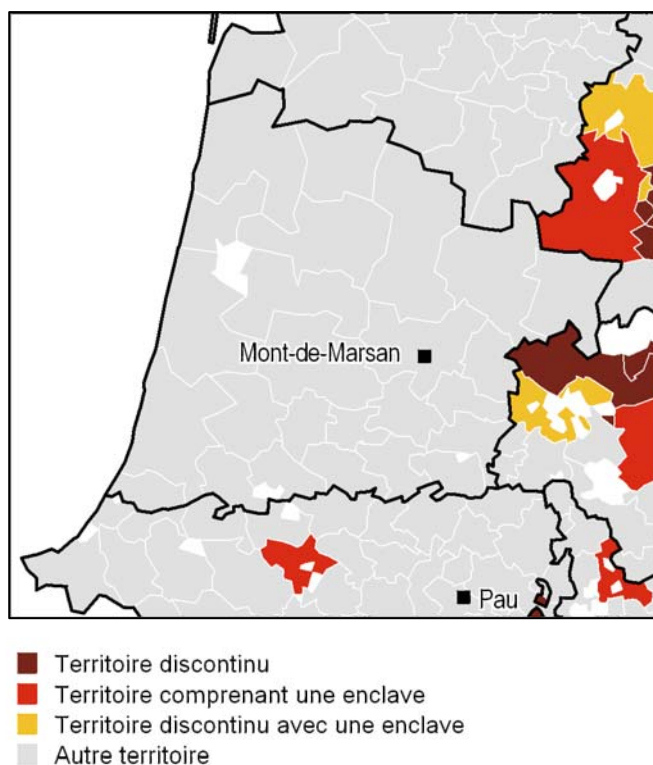 Mont-de-Marsan
Pau
Territoire discontinu
Territoire comprenant une enclave
Territoire discontinu avec une enclave
Autre territoire